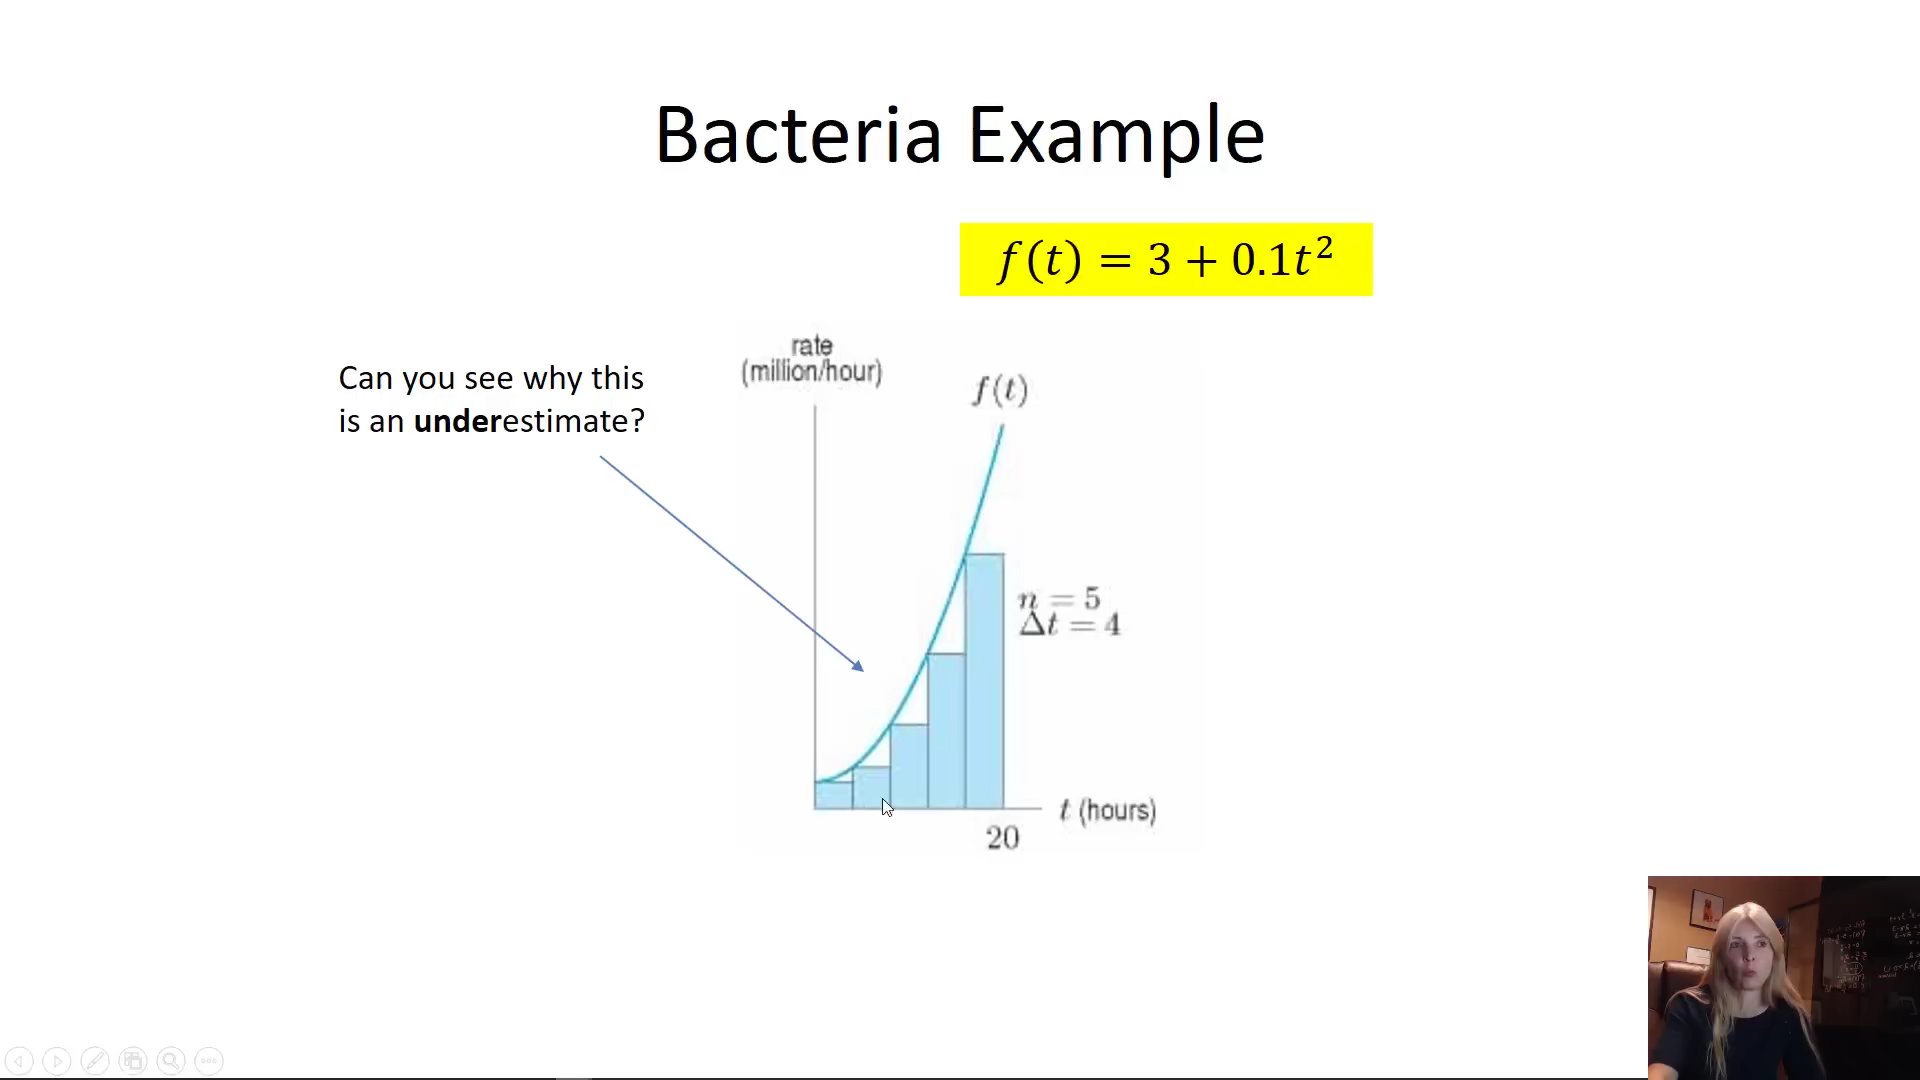 Bacteria Example
f(t) = 3 + 0.1t²
Can you see why this
is an underestimate?
rate
(million/hour)
f(t)
n = 5
Δt = 4
t (hours)
20